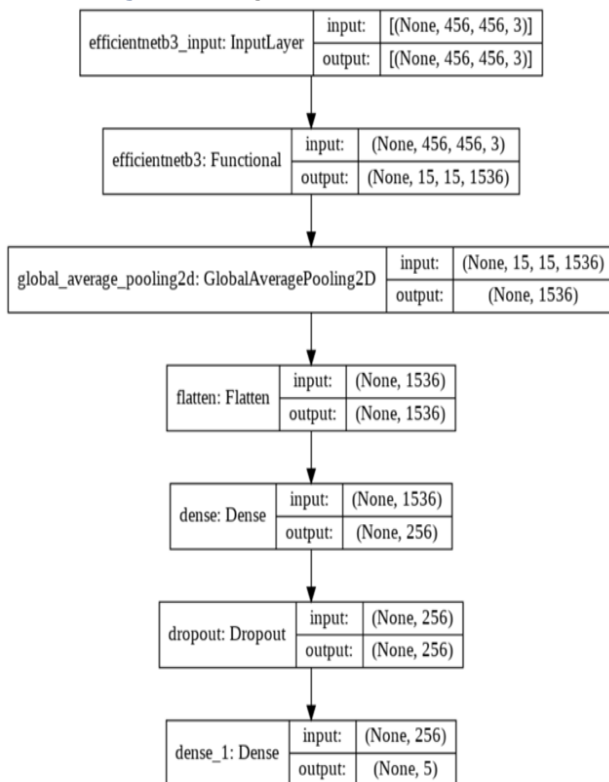 efficientnetb3_input: InputLayer
input: [(None, 456, 456, 3)]
output: [(None, 456, 456, 3)]
efficientnetb3: Functional
input: (None, 456, 456, 3)
output: (None, 15, 15, 1536)
global_average_pooling2d: GlobalAveragePooling2D
input: (None, 15, 15, 1536)
output: (None, 1536)
flatten: Flatten
input: (None, 1536)
output: (None, 1536)
dense: Dense
input: (None, 1536)
output: (None, 256)
dropout: Dropout
input: (None, 256)
output: (None, 256)
dense_1: Dense
input: (None, 256)
output: (None, 5)